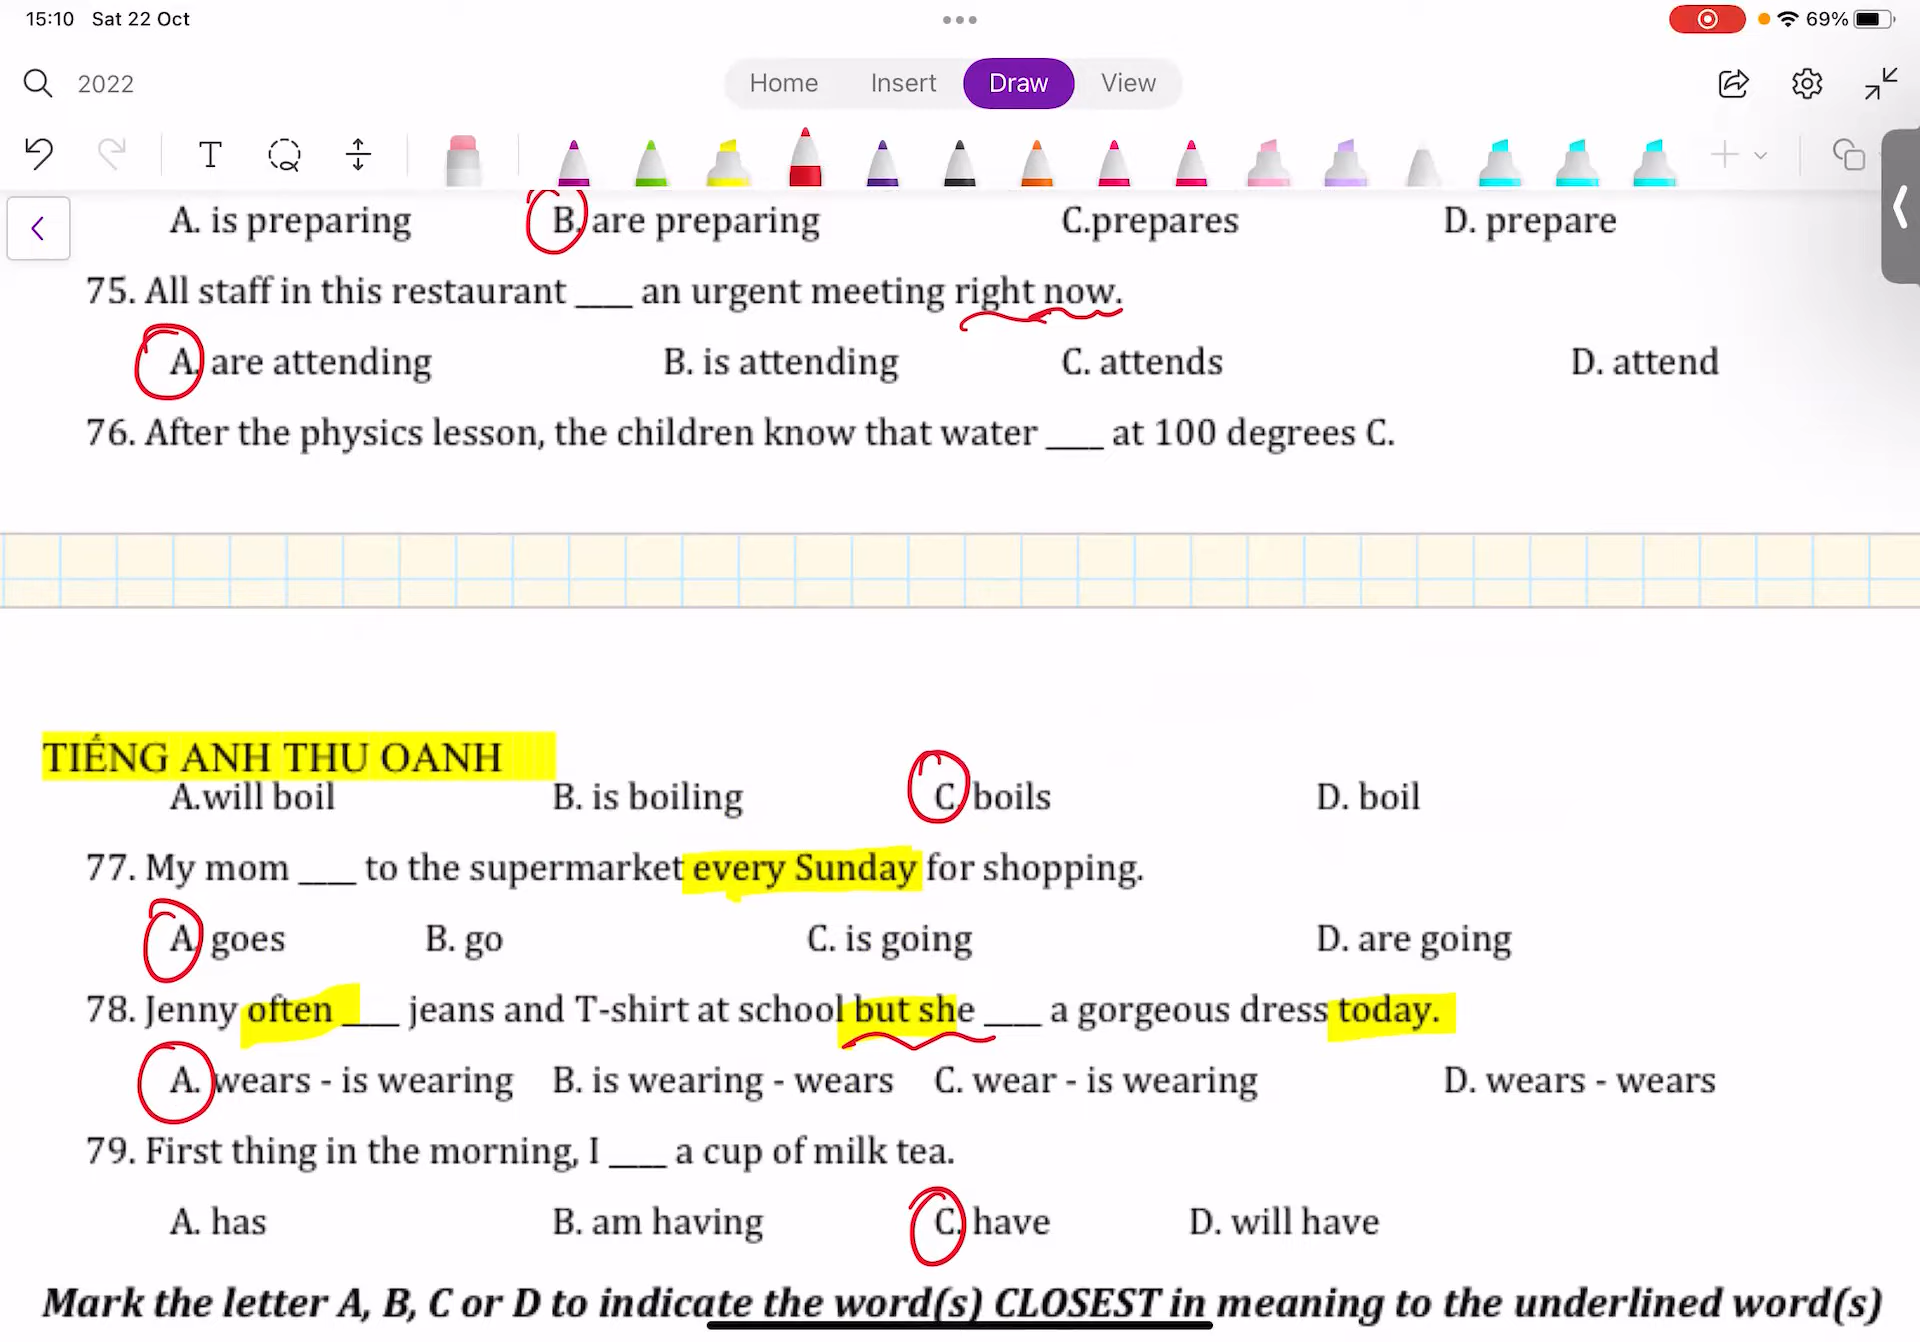 15:10 Sat 22 Oct 69%
2022 Home Insert Draw View
T
A. is preparing B. are preparing C.prepares D. prepare
75. All staff in this restaurant ____ an urgent meeting right now.
A. are attending B. is attending C. attends D. attend
76. After the physics lesson, the children know that water ____ at 100 degrees C.
TIẾNG ANH THU OANH
A.will boil B. is boiling C. boils D. boil
77. My mom ____ to the supermarket every Sunday for shopping.
A. goes B. go C. is going D. are going
78. Jenny often ____ jeans and T-shirt at school but she ____ a gorgeous dress today.
A. wears - is wearing B. is wearing - wears C. wear - is wearing D. wears - wears
79. First thing in the morning, I ____ a cup of milk tea.
A. has B. am having C. have D. will have
Mark the letter A, B, C or D to indicate the word(s) CLOSEST in meaning to the underlined word(s)